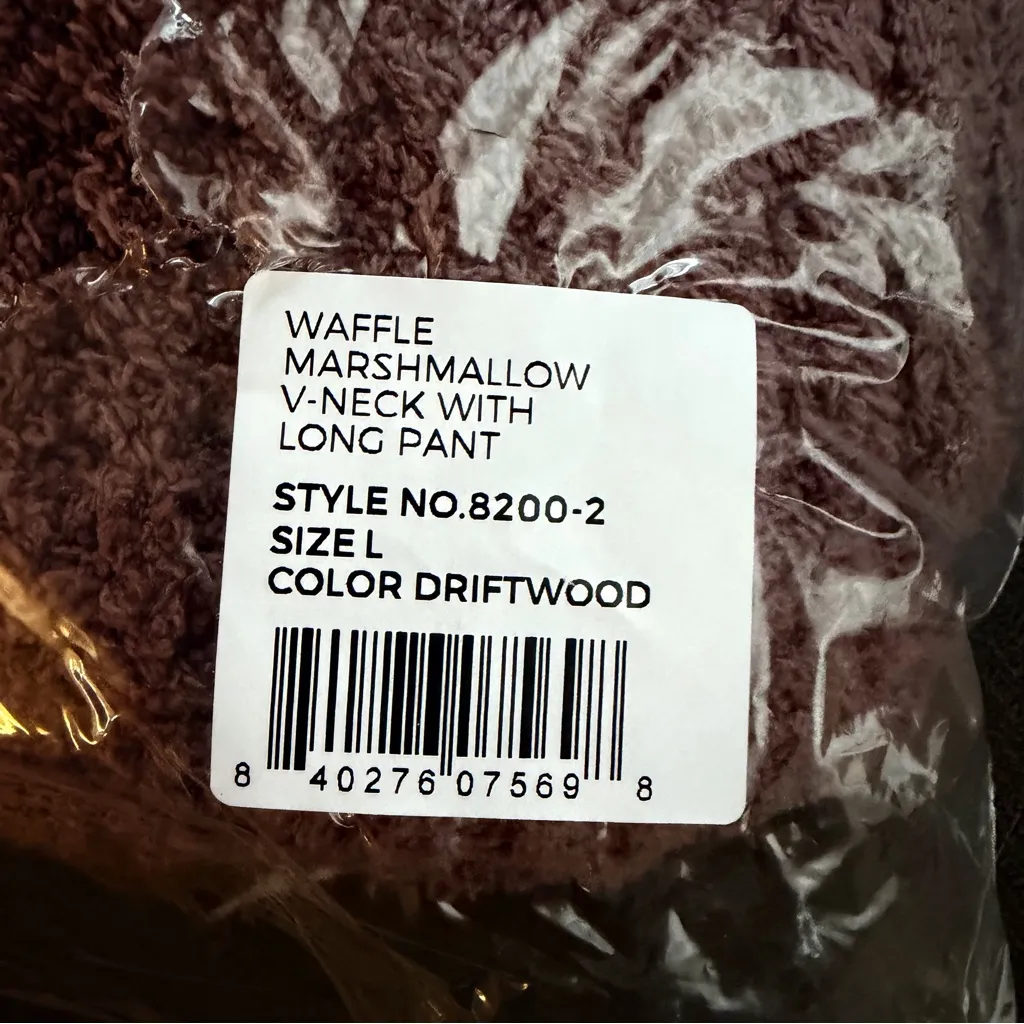 WAFFLE
MARSHMALLOW
V-NECK WITH
LONG PANT
STYLE NO.8200-2
SIZE L
COLOR DRIFTWOOD
8 40276 07569 8